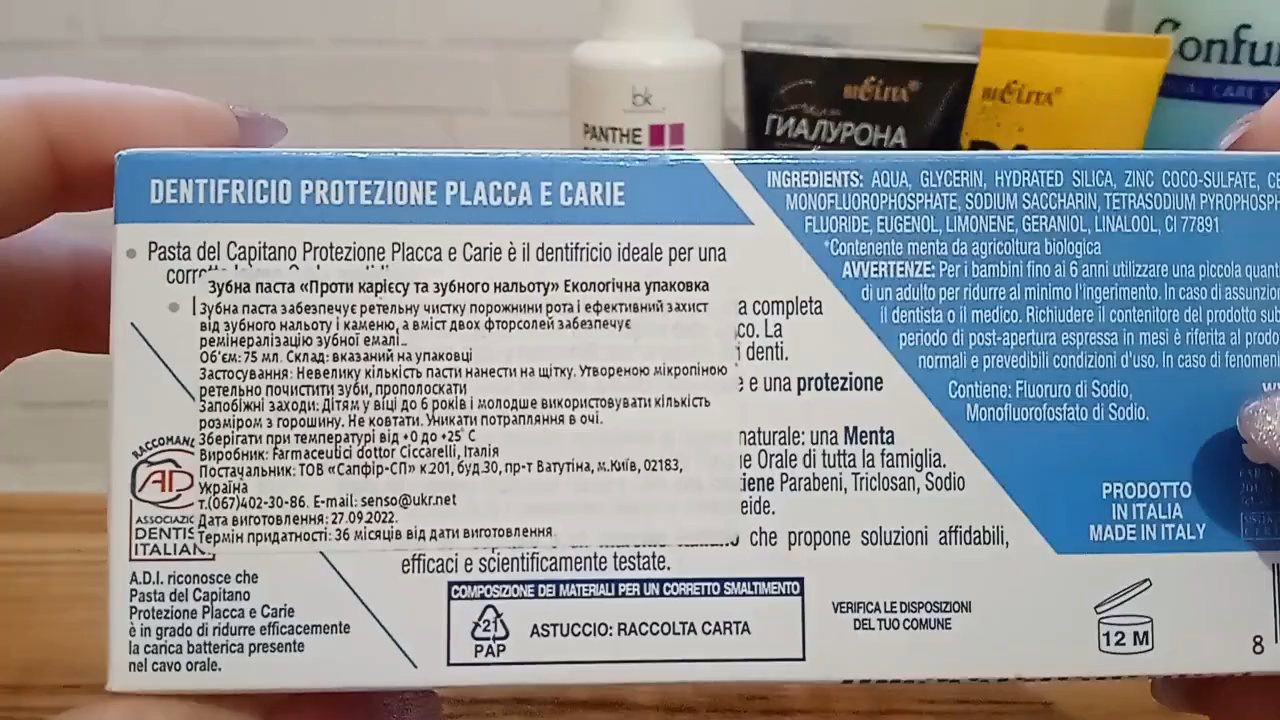 bk
PANTHE
BIELITA
ГИАЛУРОНА
BIELITA
Confu
DENTIFRICIO PROTEZIONE PLACCA E CARIE
Pasta del Capitano Protezione Placca e Carie è il dentifricio ideale per una
Зубна паста «Проти карієсу та зубного нальоту» Екологічна упаковка
Зубна паста забезпечує ретельну чистку порожнини рота і ефективний захист
від зубного нальоту і каменю, а вміст двох фторсолей забезпечує
ремінералізацію зубної емалі..
Об'єм: 75 мл. Склад: вказаний на упаковці
Застосування: Невелику кількість пасти нанести на щітку. Утвореною мікропіною
ретельно почистити зуби, прополоскати
Запобіжні заходи: Дітям у віці до 6 років і молодше використовувати кількість
розміром з горошину. Не ковтати. Уникати потрапляння в очі.
Зберігати при температурі від +0 до +25° С
Виробник: Farmaceutici dottor Ciccarelli, Італія
Постачальник: ТОВ «Сапфір-СП» к.201, буд.30, пр-т Ватутіна, м.Київ, 02183,
Україна
т.(067)402-30-86. E-mail: senso@ukr.net
Дата виготовлення: 27.09.2022.
Термін придатності: 36 місяців від дати виготовлення
a completa
co. La
i denti.
e e una protezione
naturale: una Menta
ne Orale di tutta la famiglia.
tiene Parabeni, Triclosan, Sodio
eide.
che propone soluzioni affidabili,
efficaci e scientificamente testate.
RACCOMAN
AD
ASSOCIAZIO
DENTIS
ITALIAN
A.D.I. riconosce che
Pasta del Capitano
Protezione Placca e Carie
è in grado di ridurre efficacemente
la carica batterica presente
nel cavo orale.
COMPOSIZIONE DEI MATERIALI PER UN CORRETTO SMALTIMENTO
21
PAP
ASTUCCIO: RACCOLTA CARTA
VERIFICA LE DISPOSIZIONI
DEL TUO COMUNE
12 M
8
INGREDIENTS: AQUA, GLYCERIN, HYDRATED SILICA, ZINC COCO-SULFATE, CE
MONOFLUOROPHOSPHATE, SODIUM SACCHARIN, TETRASODIUM PYROPHOSPH
FLUORIDE, EUGENOL, LIMONENE, GERANIOL, LINALOOL, CI 77891
*Contenente menta da agricoltura biologica
AVVERTENZE: Per i bambini fino ai 6 anni utilizzare una piccola quant
di un adulto per ridurre al minimo l'ingerimento. In caso di assunzion
il dentista o il medico. Richiudere il contenitore del prodotto sub
periodo di post-apertura espressa in mesi è riferita al prodo
normali e prevedibili condizioni d'uso. In caso di fenomen
Contiene: Fluoruro di Sodio,
Monofluorofosfato di Sodio.
PRODOTTO
IN ITALIA
MADE IN ITALY